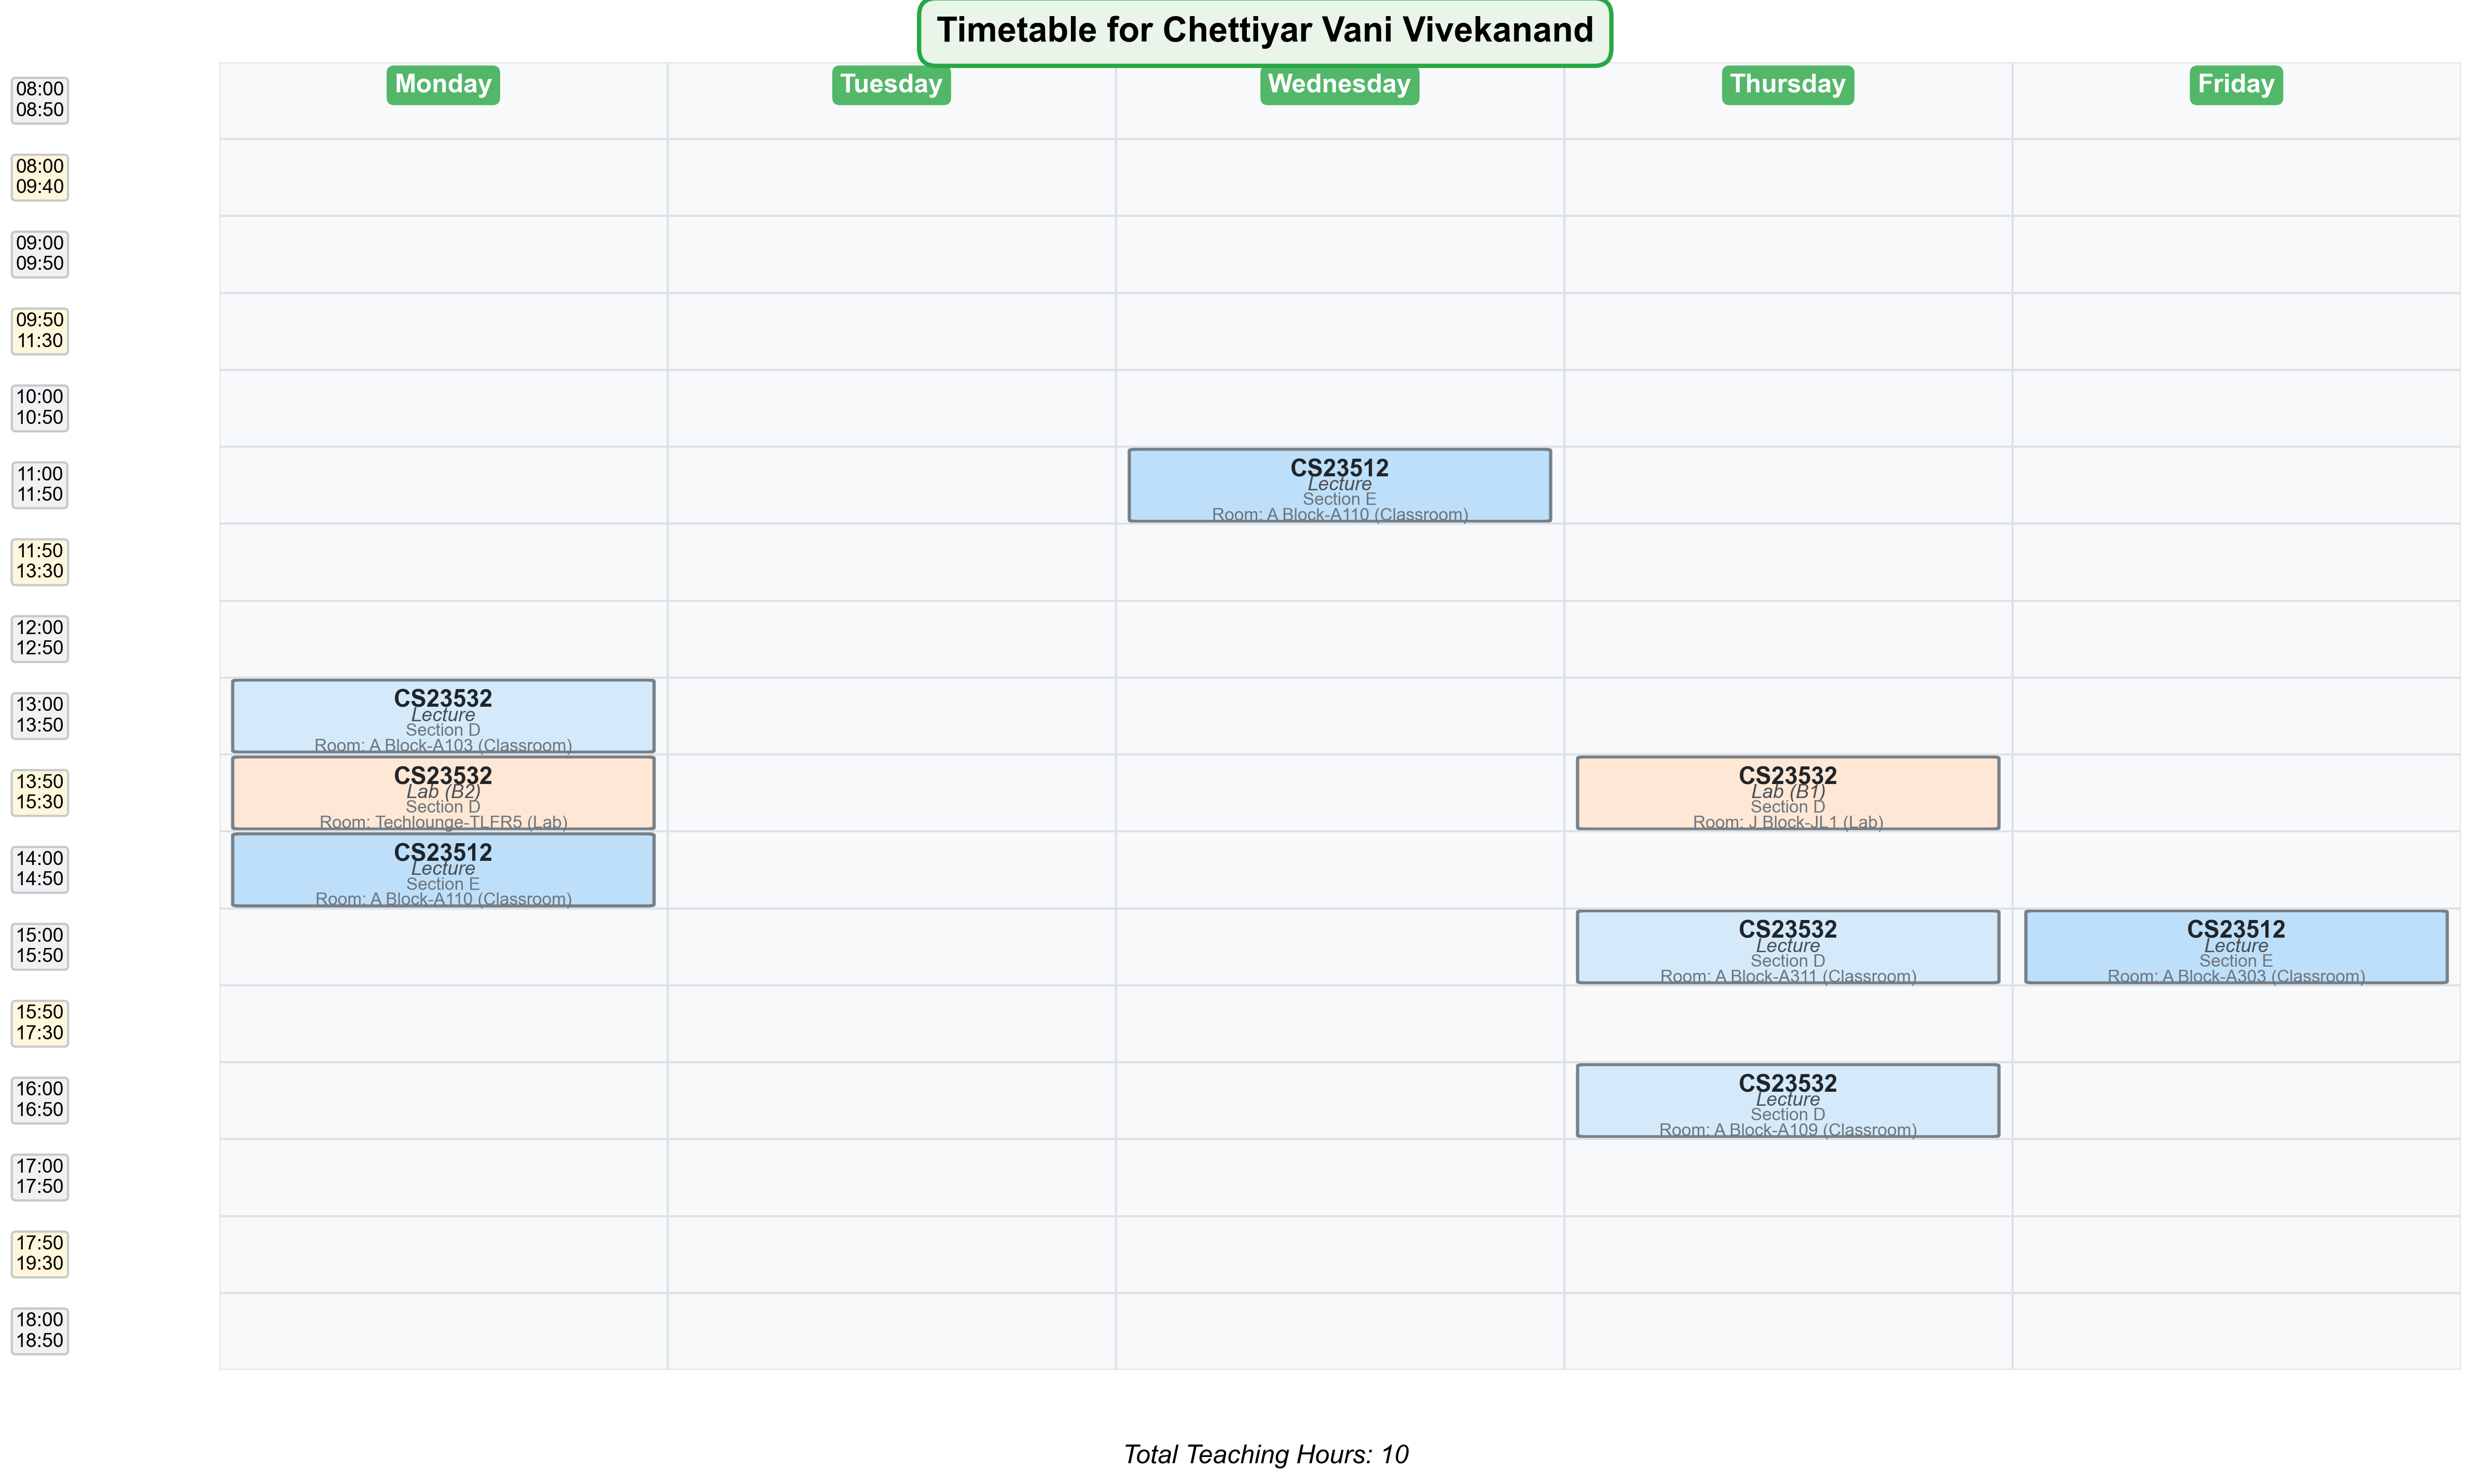 Timetable for Chettiyar Vani Vivekanand
Monday
Tuesday
Wednesday
Thursday
Friday
08:00
08:50
08:00
09:40
09:00
09:50
09:50
11:30
10:00
10:50
11:00
11:50
CS23512
Lecture
Section E
Room: A Block-A110 (Classroom)
11:50
13:30
12:00
12:50
13:00
13:50
CS23532
Lecture
Section D
Room: A Block-A103 (Classroom)
13:50
15:30
CS23532
Lab (B2)
Section D
Room: Techlounge-TLFR5 (Lab)
CS23532
Lab (B1)
Section D
Room: J Block-JL1 (Lab)
14:00
14:50
CS23512
Lecture
Section E
Room: A Block-A110 (Classroom)
15:00
15:50
CS23532
Lecture
Section D
Room: A Block-A311 (Classroom)
CS23512
Lecture
Section E
Room: A Block-A303 (Classroom)
15:50
17:30
16:00
16:50
CS23532
Lecture
Section D
Room: A Block-A109 (Classroom)
17:00
17:50
17:50
19:30
18:00
18:50
Total Teaching Hours: 10